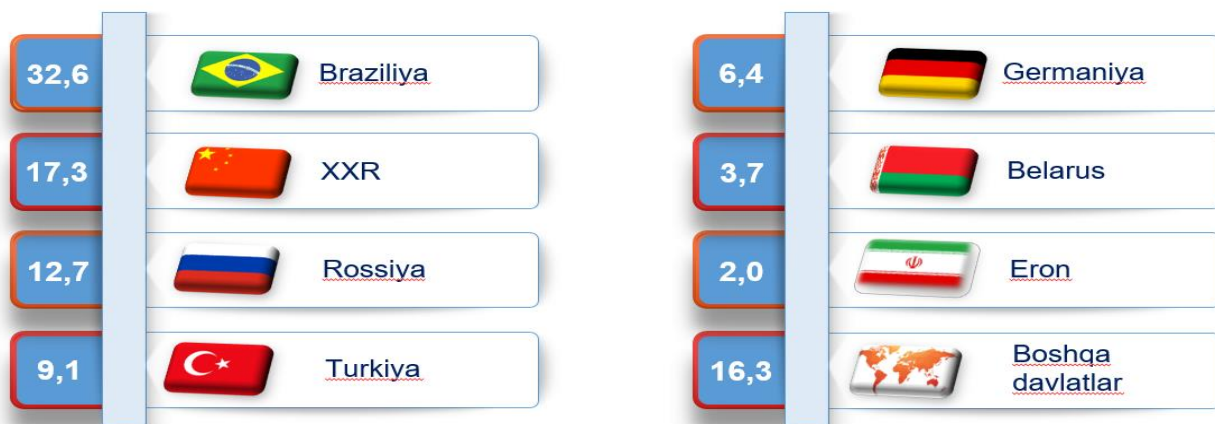 32,6 Braziliya
17,3 XXR
12,7 Rossiya
9,1 Turkiya
6,4 Germaniya
3,7 Belarus
2,0 Eron
16,3 Boshqa
davlatlar